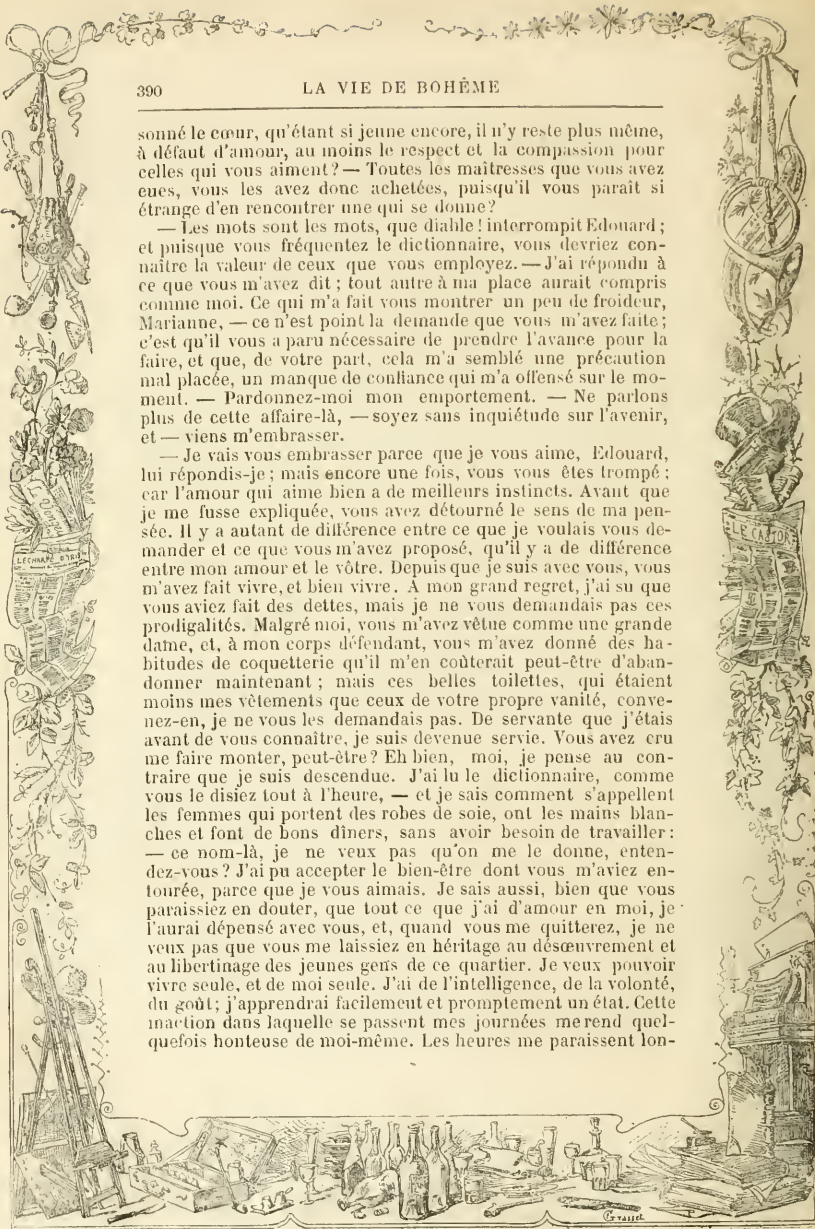 390 LA VIE DE BOHÊME
sonné le cœur, qu'étant si jeune encore, il n'y reste plus même,
à défaut d'amour, au moins le respect et la compassion pour
celles qui vous aiment? — Toutes les maîtresses que vous avez
eues, vous les avez donc achetées, puisqu'il vous paraît si
étrange d'en rencontrer une qui se donne?
— Les mots sont les mots, que diable! interrompit Edouard;
et puisque vous fréquentez le dictionnaire, vous devriez con-
naître la valeur de ceux que vous employez. — J'ai répondu à
ce que vous m'avez dit; tout autre à ma place aurait compris
comme moi. Ce qui m'a fait vous montrer un peu de froideur,
Marianne, — ce n'est point la demande que vous m'avez faite;
c'est qu'il vous a paru nécessaire de prendre l'avance pour la
faire, et que, de votre part, cela m'a semblé une précaution
mal placée, un manque de confiance qui m'a offensé sur le mo-
ment. — Pardonnez-moi mon emportement. — Ne parlons
plus de cette affaire-là, — soyez sans inquiétude sur l'avenir,
et — viens m'embrasser.
— Je vais vous embrasser parce que je vous aime, Edouard,
lui répondis-je; mais encore une fois, vous vous êtes trompé;
car l'amour qui aime bien a de meilleurs instincts. Avant que
je me fusse expliquée, vous avez détourné le sens de ma pen-
sée. Il y a autant de différence entre ce que je voulais vous de-
mander et ce que vous m'avez proposé, qu'il y a de différence
entre mon amour et le vôtre. Depuis que je suis avec vous, vous
m'avez fait vivre, et bien vivre. A mon grand regret, j'ai su que
vous aviez fait des dettes, mais je ne vous demandais pas ces
prodigalités. Malgré moi, vous m'avez vêtue comme une grande
dame, et, à mon corps défendant, vous m'avez donné des ha-
bitudes de coquetterie qu'il m'en coûterait peut-être d'aban-
donner maintenant; mais ces belles toilettes, qui étaient
moins mes vêtements que ceux de votre propre vanité, conve-
nez-en, je ne vous les demandais pas. De servante que j'étais
avant de vous connaître, je suis devenue servie. Vous avez cru
me faire monter, peut-être? Eh bien, moi, je pense au con-
traire que je suis descendue. J'ai lu le dictionnaire, comme
vous le disiez tout à l'heure, — et je sais comment s'appellent
les femmes qui portent des robes de soie, ont les mains blan-
ches et font de bons dîners, sans avoir besoin de travailler:
— ce nom-là, je ne veux pas qu'on me le donne, enten-
dez-vous? J'ai pu accepter le bien-être dont vous m'aviez en-
tourée, parce que je vous aimais. Je sais aussi, bien que vous
paraissiez en douter, que tout ce que j'ai d'amour en moi, je
l'aurai dépensé avec vous, et, quand vous me quitterez, je ne
veux pas que vous me laissiez en héritage au désœuvrement et
au libertinage des jeunes gens de ce quartier. Je veux pouvoir
vivre seule, et de moi seule. J'ai de l'intelligence, de la volonté,
du goût; j'apprendrai facilement et promptement un état. Cette
inaction dans laquelle se passent mes journées me rend quel-
quefois honteuse de moi-même. Les heures me paraissent lon-
L'ECHARPE D'IRIS
LE CASTOR
Grasset